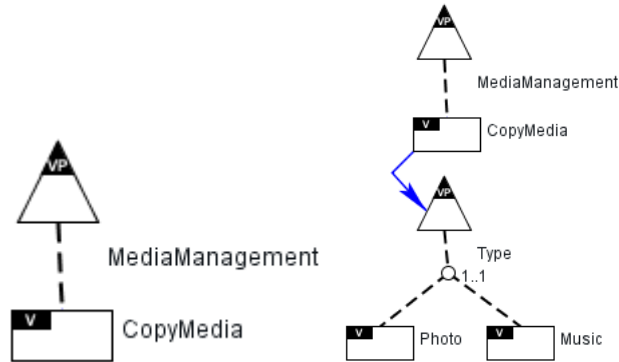 VP
MediaManagement
V
CopyMedia
VP
MediaManagement
V
CopyMedia
VP
Type
1..1
V
Photo
V
Music